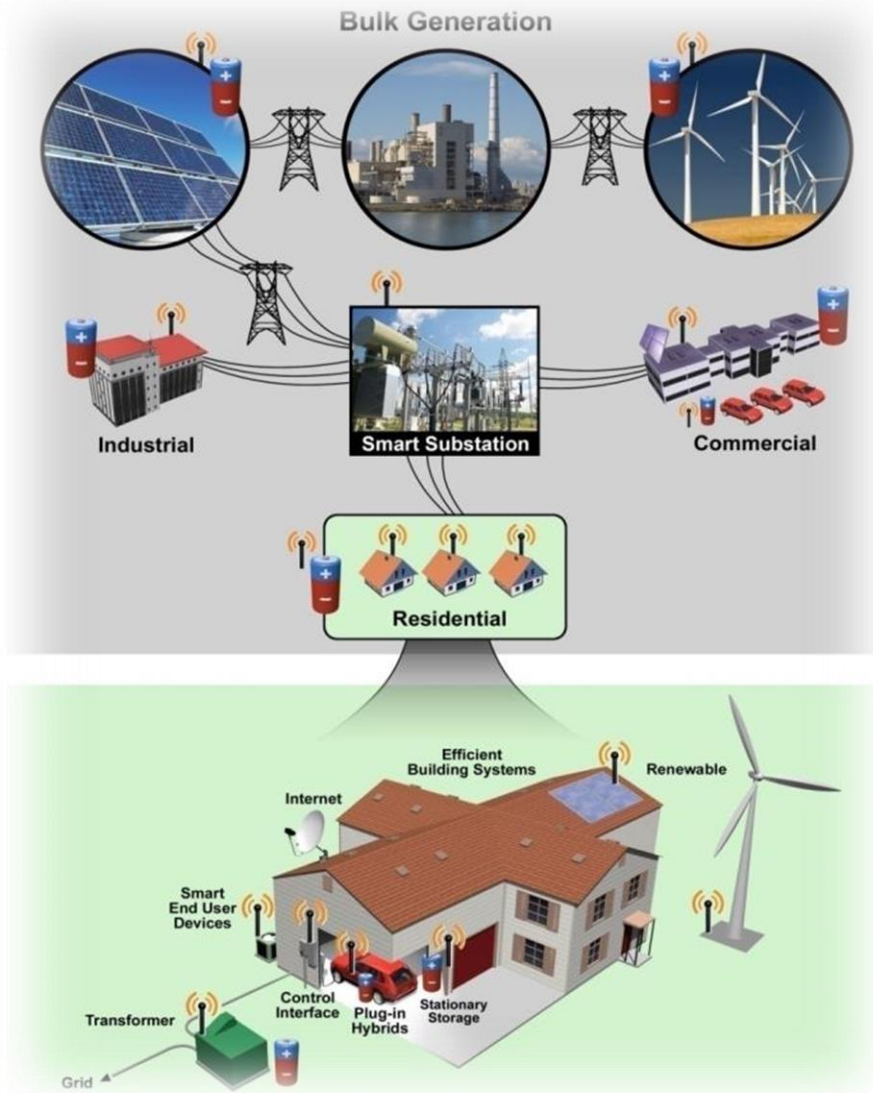 Bulk Generation
Industrial
Smart Substation
Commercial
Residential
Efficient
Building Systems
Renewable
Internet
Smart
End User
Devices
Control
Interface
Plug-in
Hybrids
Stationary
Storage
Transformer
Grid